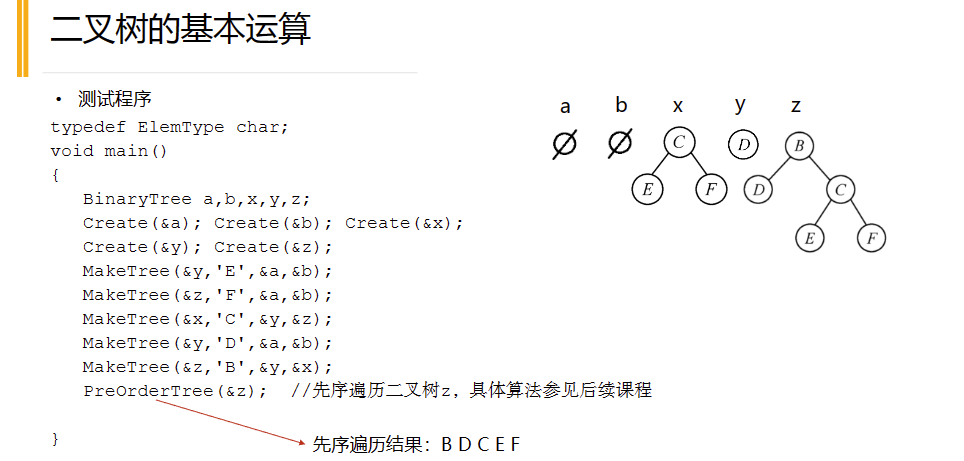 二叉树的基本运算
• 测试程序
typedef ElemType char;
void main()
{
BinaryTree a,b,x,y,z;
Create(&a); Create(&b); Create(&x);
Create(&y); Create(&z);
MakeTree(&y,'E',&a,&b);
MakeTree(&z,'F',&a,&b);
MakeTree(&x,'C',&y,&z);
MakeTree(&y,'D',&a,&b);
MakeTree(&z,'B',&y,&x);
PreOrderTree(&z); //先序遍历二叉树z，具体算法参见后续课程
}
先序遍历结果：B D C E F
a b x y z
∅ ∅ C D B
E F D C
E F